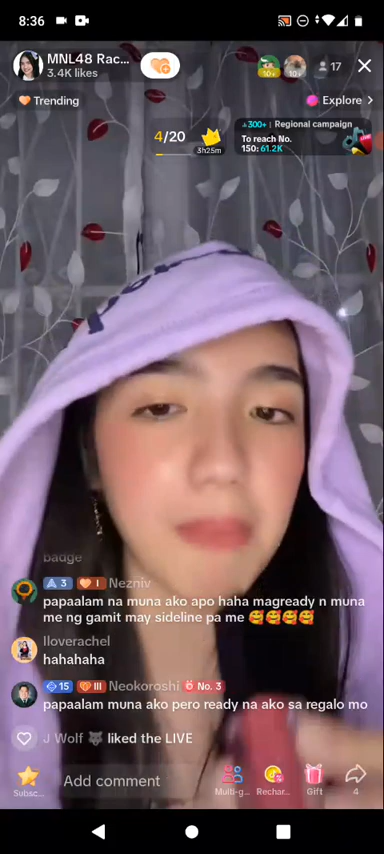 8:36
MNL48 Rac...
3.4K likes
17
10+
10+
Trending
Explore
4/20
3h25m
300+ | Regional campaign
To reach No.
150: 61.2K
badge
3 I Nezniv
papaalam na muna ako apo haha magready n muna
me ng gamit may sideline pa me 🥰🥰🥰🥰
Iloverachel
hahahaha
15 III Neokoroshi No. 3
papaalam muna ako pero ready na ako sa regalo mo
J Wolf 🐺 liked the LIVE
Add comment
Subsc...
Multi-g...
Rechar...
Gift
4